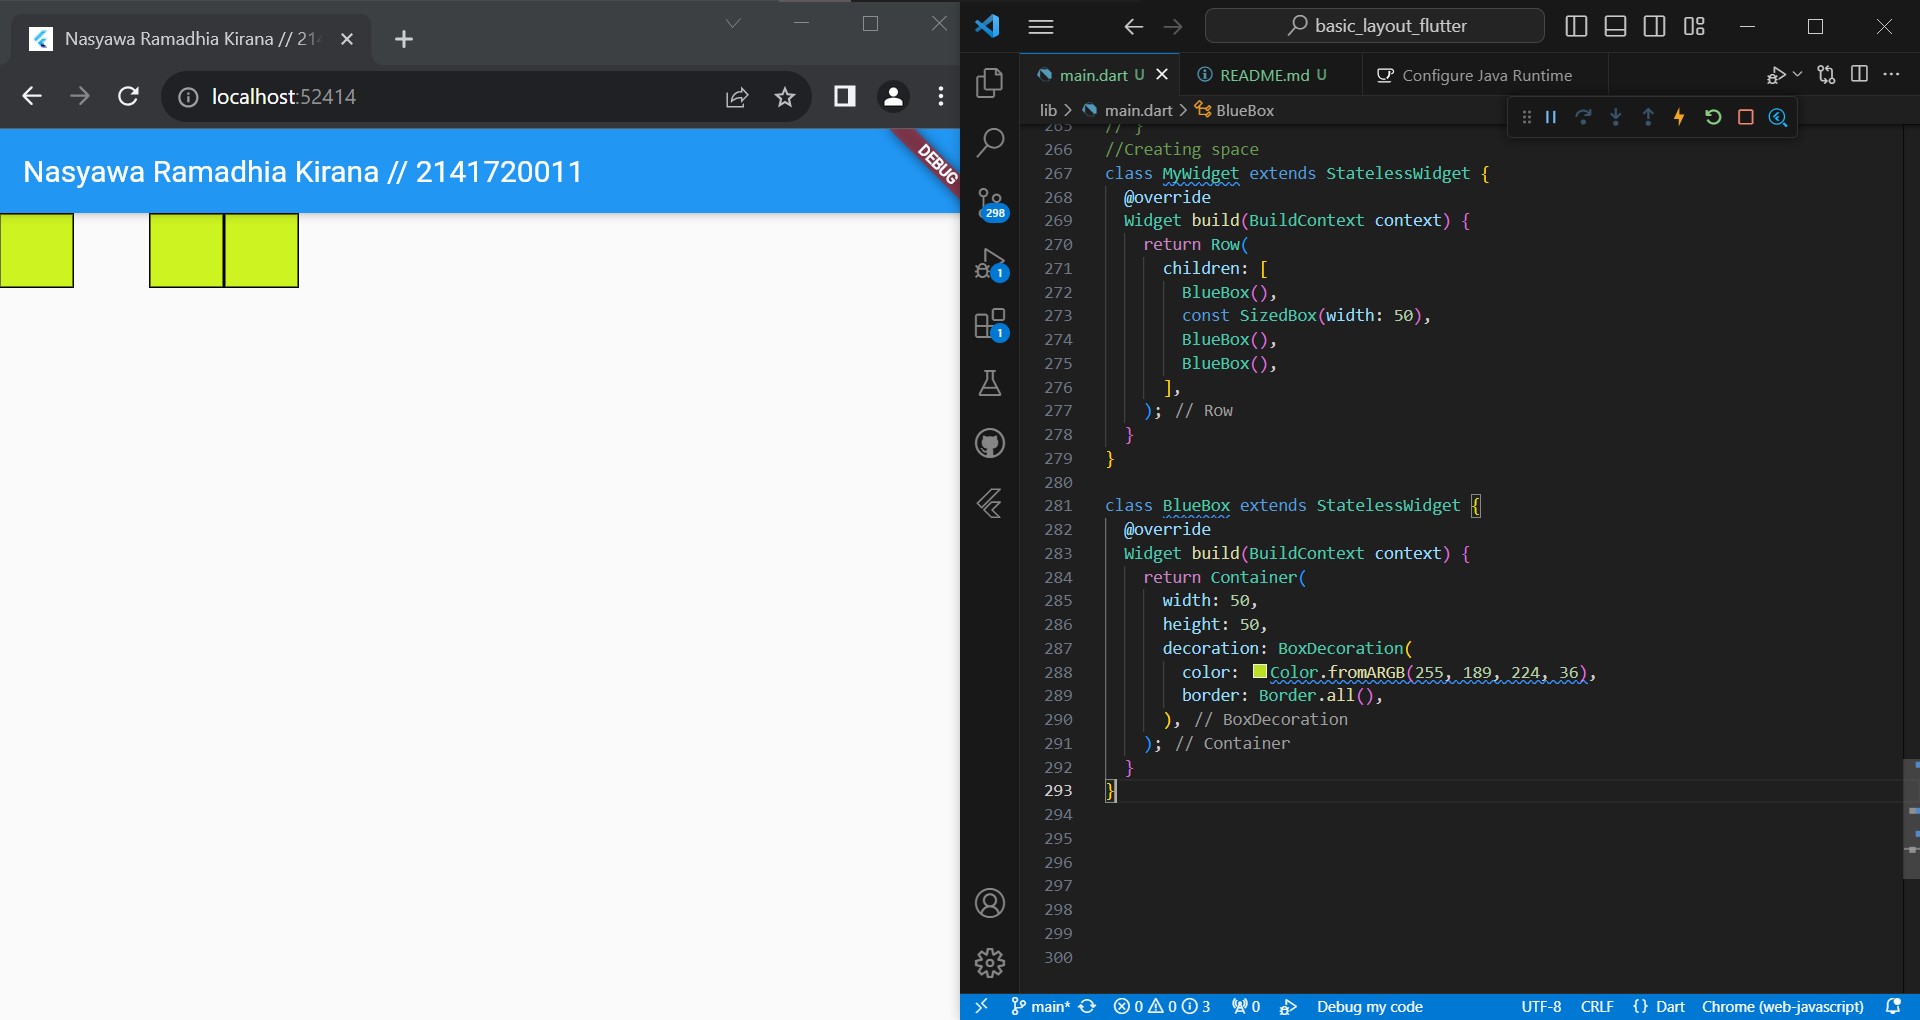 Nasyawa Ramadhia Kirana // 214
localhost:52414
Nasyawa Ramadhia Kirana // 2141720011
DEBUG
basic_layout_flutter
main.dart U
README.md U
Configure Java Runtime
lib > main.dart > BlueBox
298
1
1
265 // }
266 //Creating space
267 class MyWidget extends StatelessWidget {
268 @override
269 Widget build(BuildContext context) {
270 return Row(
271 children: [
272 BlueBox(),
273 const SizedBox(width: 50),
274 BlueBox(),
275 BlueBox(),
276 ],
277 ); // Row
278 }
279 }
280
281 class BlueBox extends StatelessWidget {
282 @override
283 Widget build(BuildContext context) {
284 return Container(
285 width: 50,
286 height: 50,
287 decoration: BoxDecoration(
288 color: Color.fromARGB(255, 189, 224, 36),
289 border: Border.all(),
290 ), // BoxDecoration
291 ); // Container
292 }
293 }
294
295
296
297
298
299
300
main* 0 0 3 0 Debug my code UTF-8 CRLF {} Dart Chrome (web-javascript)